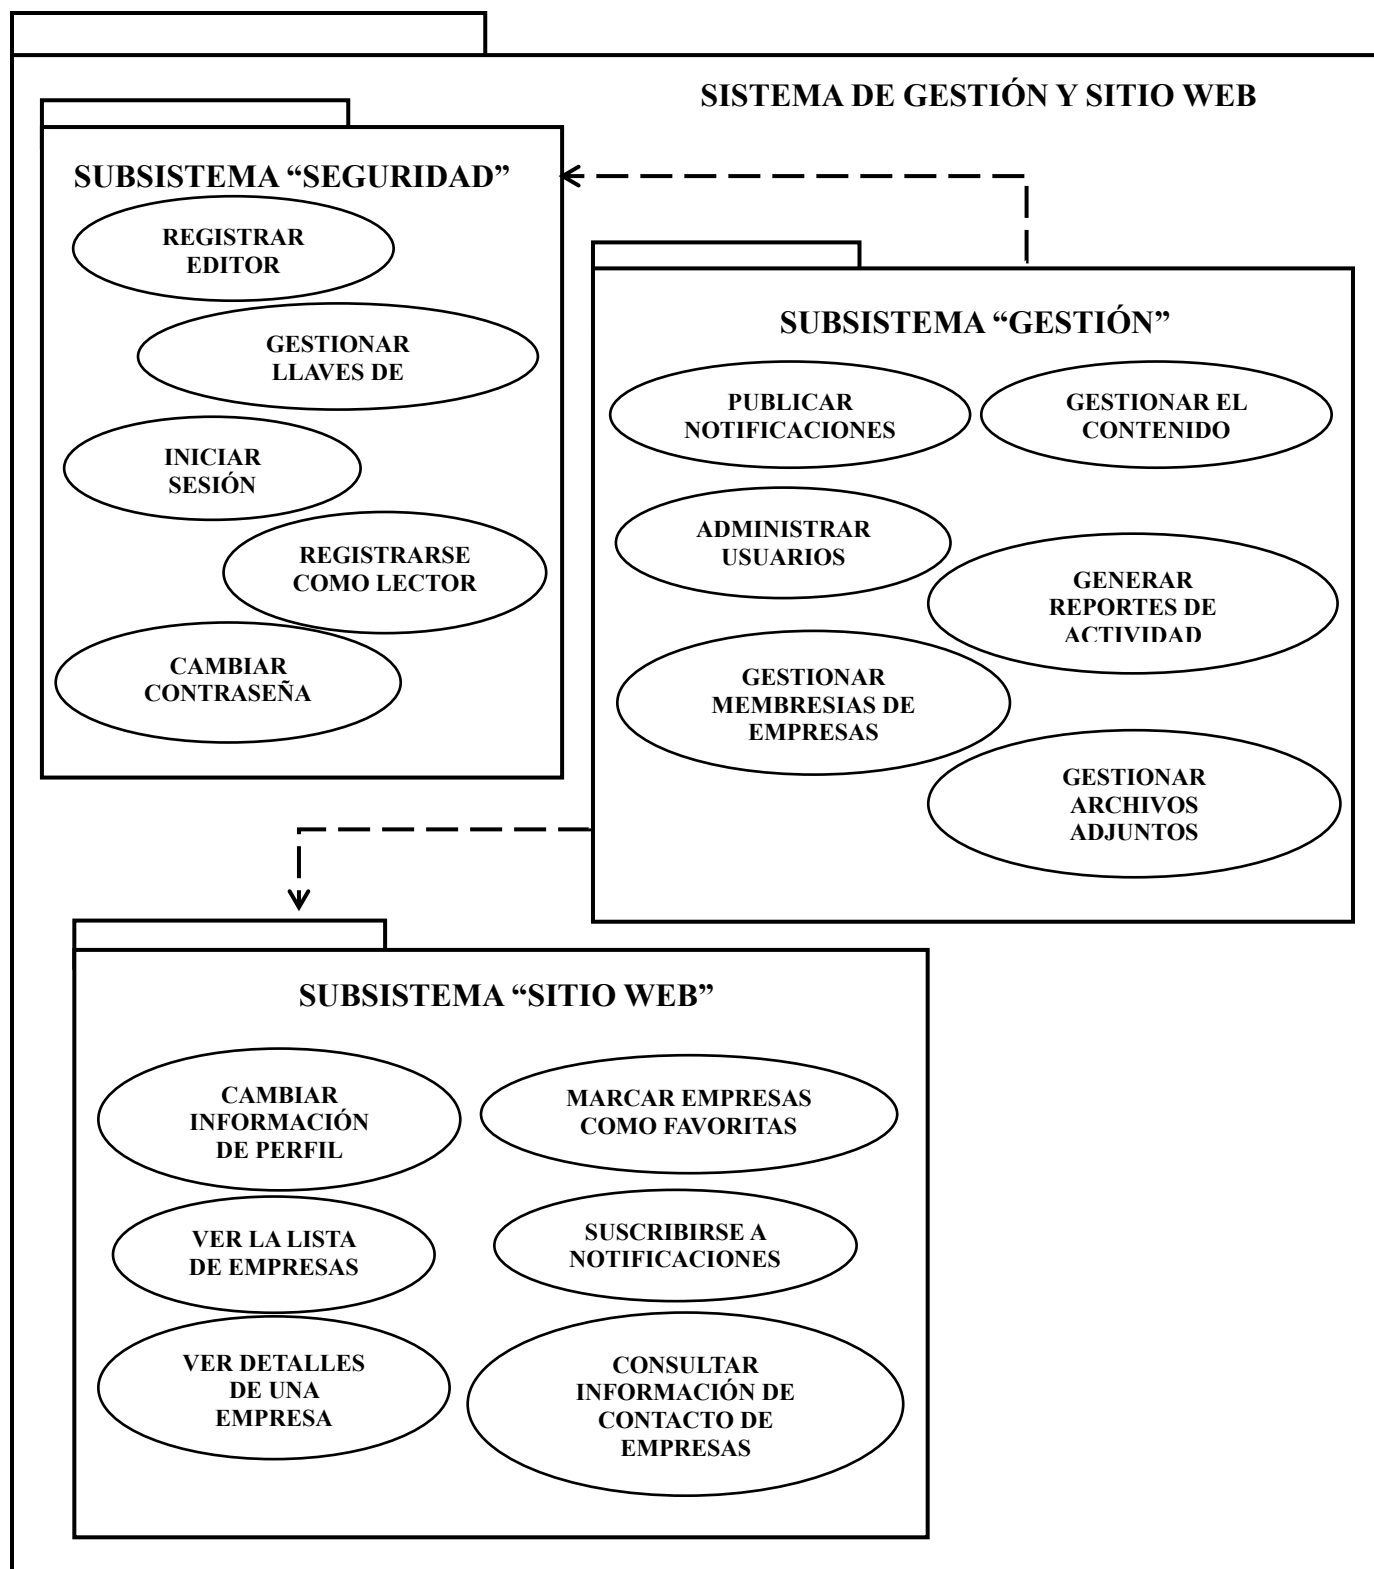 SISTEMA DE GESTIÓN Y SITIO WEB
SUBSISTEMA “SEGURIDAD”
REGISTRAR
EDITOR
GESTIONAR
LLAVES DE
INICIAR
SESIÓN
REGISTRARSE
COMO LECTOR
CAMBIAR
CONTRASEÑA
SUBSISTEMA “GESTIÓN”
PUBLICAR
NOTIFICACIONES
GESTIONAR EL
CONTENIDO
ADMINISTRAR
USUARIOS
GENERAR
REPORTES DE
ACTIVIDAD
GESTIONAR
MEMBRESIAS DE
EMPRESAS
GESTIONAR
ARCHIVOS
ADJUNTOS
SUBSISTEMA “SITIO WEB”
CAMBIAR
INFORMACIÓN
DE PERFIL
MARCAR EMPRESAS
COMO FAVORITAS
VER LA LISTA
DE EMPRESAS
SUSCRIBIRSE A
NOTIFICACIONES
VER DETALLES
DE UNA
EMPRESA
CONSULTAR
INFORMACIÓN DE
CONTACTO DE
EMPRESAS